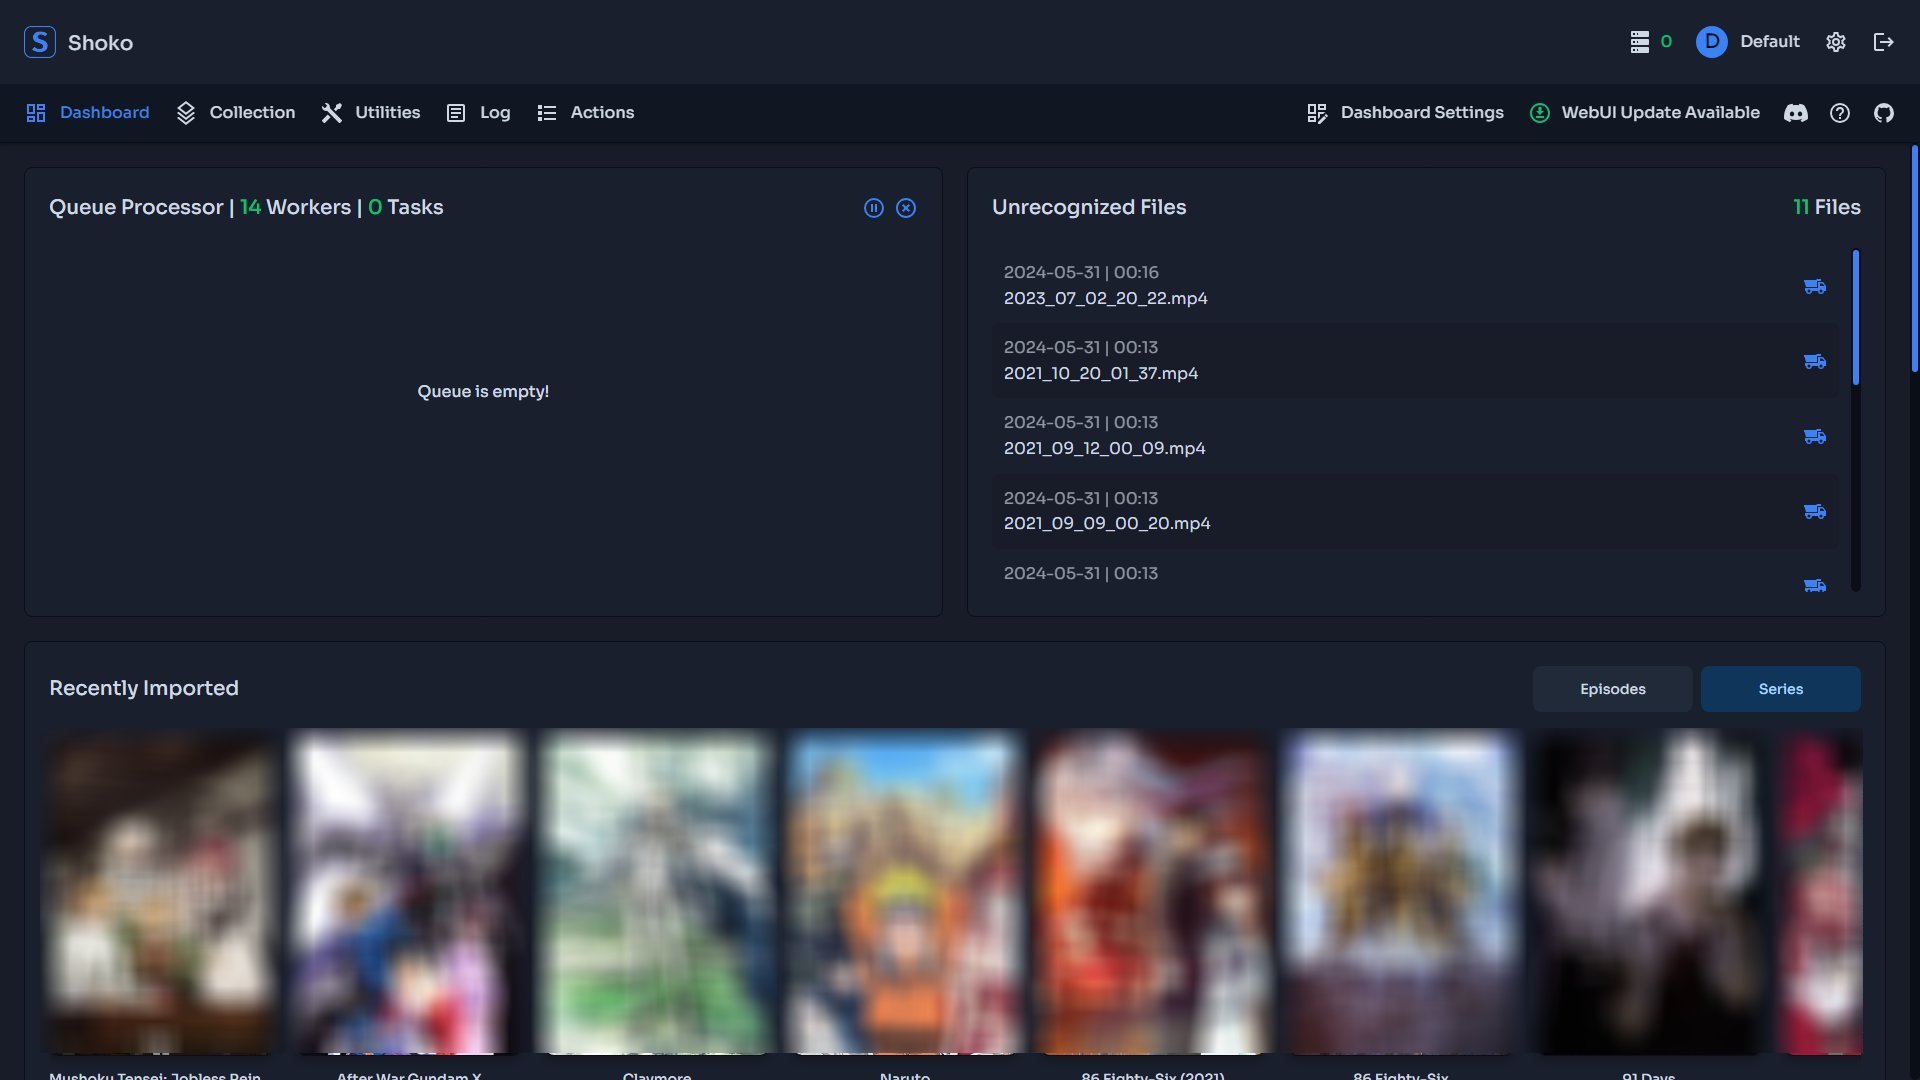 S Shoko
0 D Default
Dashboard Collection Utilities Log Actions Dashboard Settings WebUI Update Available
Queue Processor | 14 Workers | 0 Tasks
Queue is empty!
Unrecognized Files 11 Files
2024-05-31 | 00:16
2023_07_02_20_22.mp4
2024-05-31 | 00:13
2021_10_20_01_37.mp4
2024-05-31 | 00:13
2021_09_12_00_09.mp4
2024-05-31 | 00:13
2021_09_09_00_20.mp4
2024-05-31 | 00:13
Recently Imported Episodes Series
Mushoku Tensei: Jobless Rein After War Gundam X Claymore Naruto 86 Eighty-Six (2021) 86 Eighty-Six 91 Days